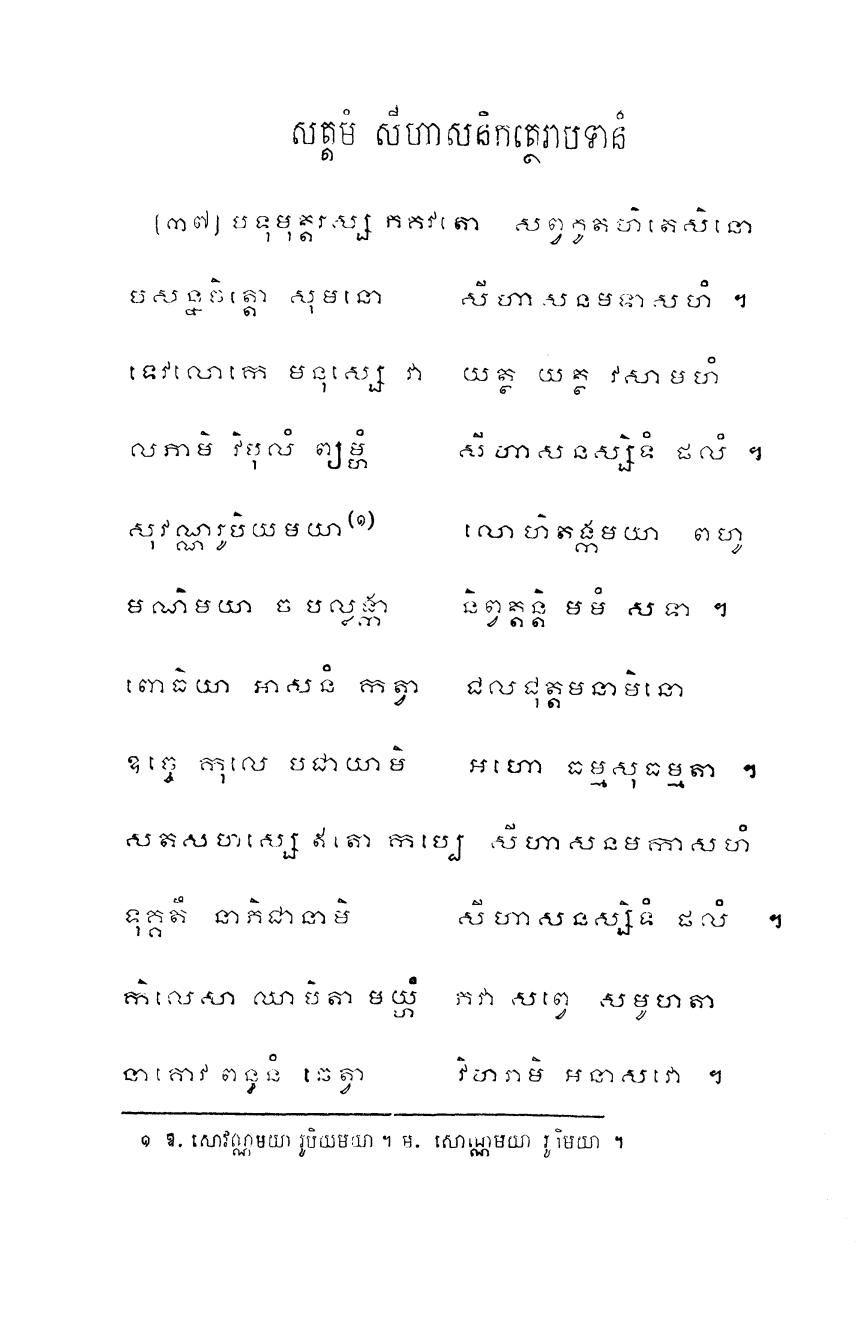 សត្តមំ សីហាសនិកត្ថេរាបទានំ
[៣៧] បទុមុត្តរស្ស ភគវតោ សព្វភូតហិតេសិនោ
បសន្នចិត្តោ សុមនោ សីហាសនមទាសហំ ។
ទេវលោកេ មនុស្សេ វា យត្ថ យត្ថ វសាមហំ
លភាមិ វិបុលំ ព្យម្ហំ សីហាសនស្សិទំ ផលំ ។
សុវណ្ណរូបិយមយា (១) លោហិតង្កមយា ពហូ
មណិមយា ច បល្លង្កា និព្វត្តន្តិ មមំ សទា ។
ពោធិយា អាសនំ កត្វា ជលជុត្តមនាមិនោ
ឧច្ចេ កុលេ បជាយាមិ អហោ ធម្មសុធម្មតា ។
សតសហស្សេ ឥតោ កប្បេ សីហាសនមកាសហំ
ទុគ្គតឹ នាភិជានាមិ សីហាសនស្សិទំ ផលំ ។
កិលេសា ឈាបិតា មយ្ហំ ភវា សព្វេ សមូហតា
នាគោវ ពន្ធនំ ឆេត្វា វិហរាមិ អនាសវោ ។
១ ឱ. សោវណ្ណមយា រូបិយមយា ។ ម. សោណ្ណមយា រូបិមយា ។